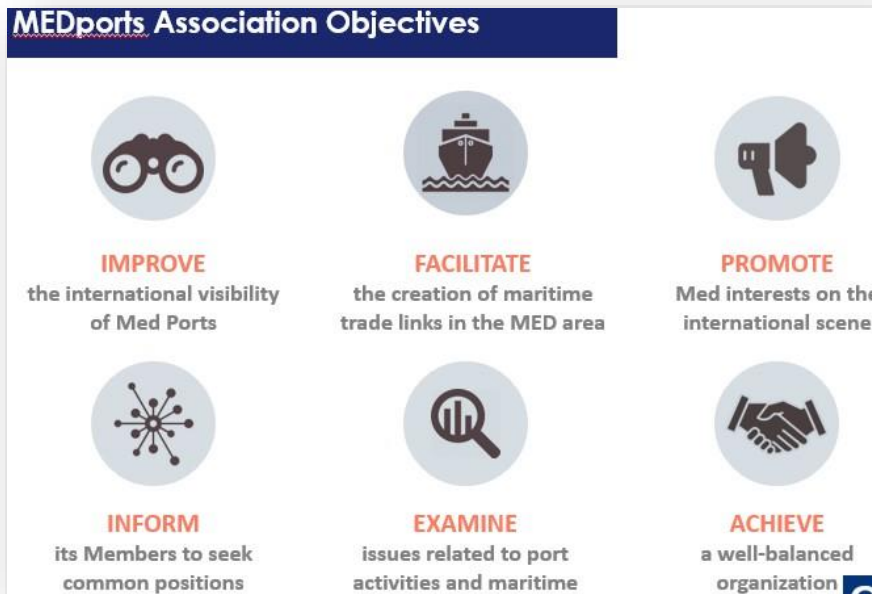 MEDports Association Objectives
IMPROVE
the international visibility
of Med Ports
FACILITATE
the creation of maritime
trade links in the MED area
PROMOTE
Med interests on the
international scene
INFORM
its Members to seek
common positions
EXAMINE
issues related to port
activities and maritime
ACHIEVE
a well-balanced
organization